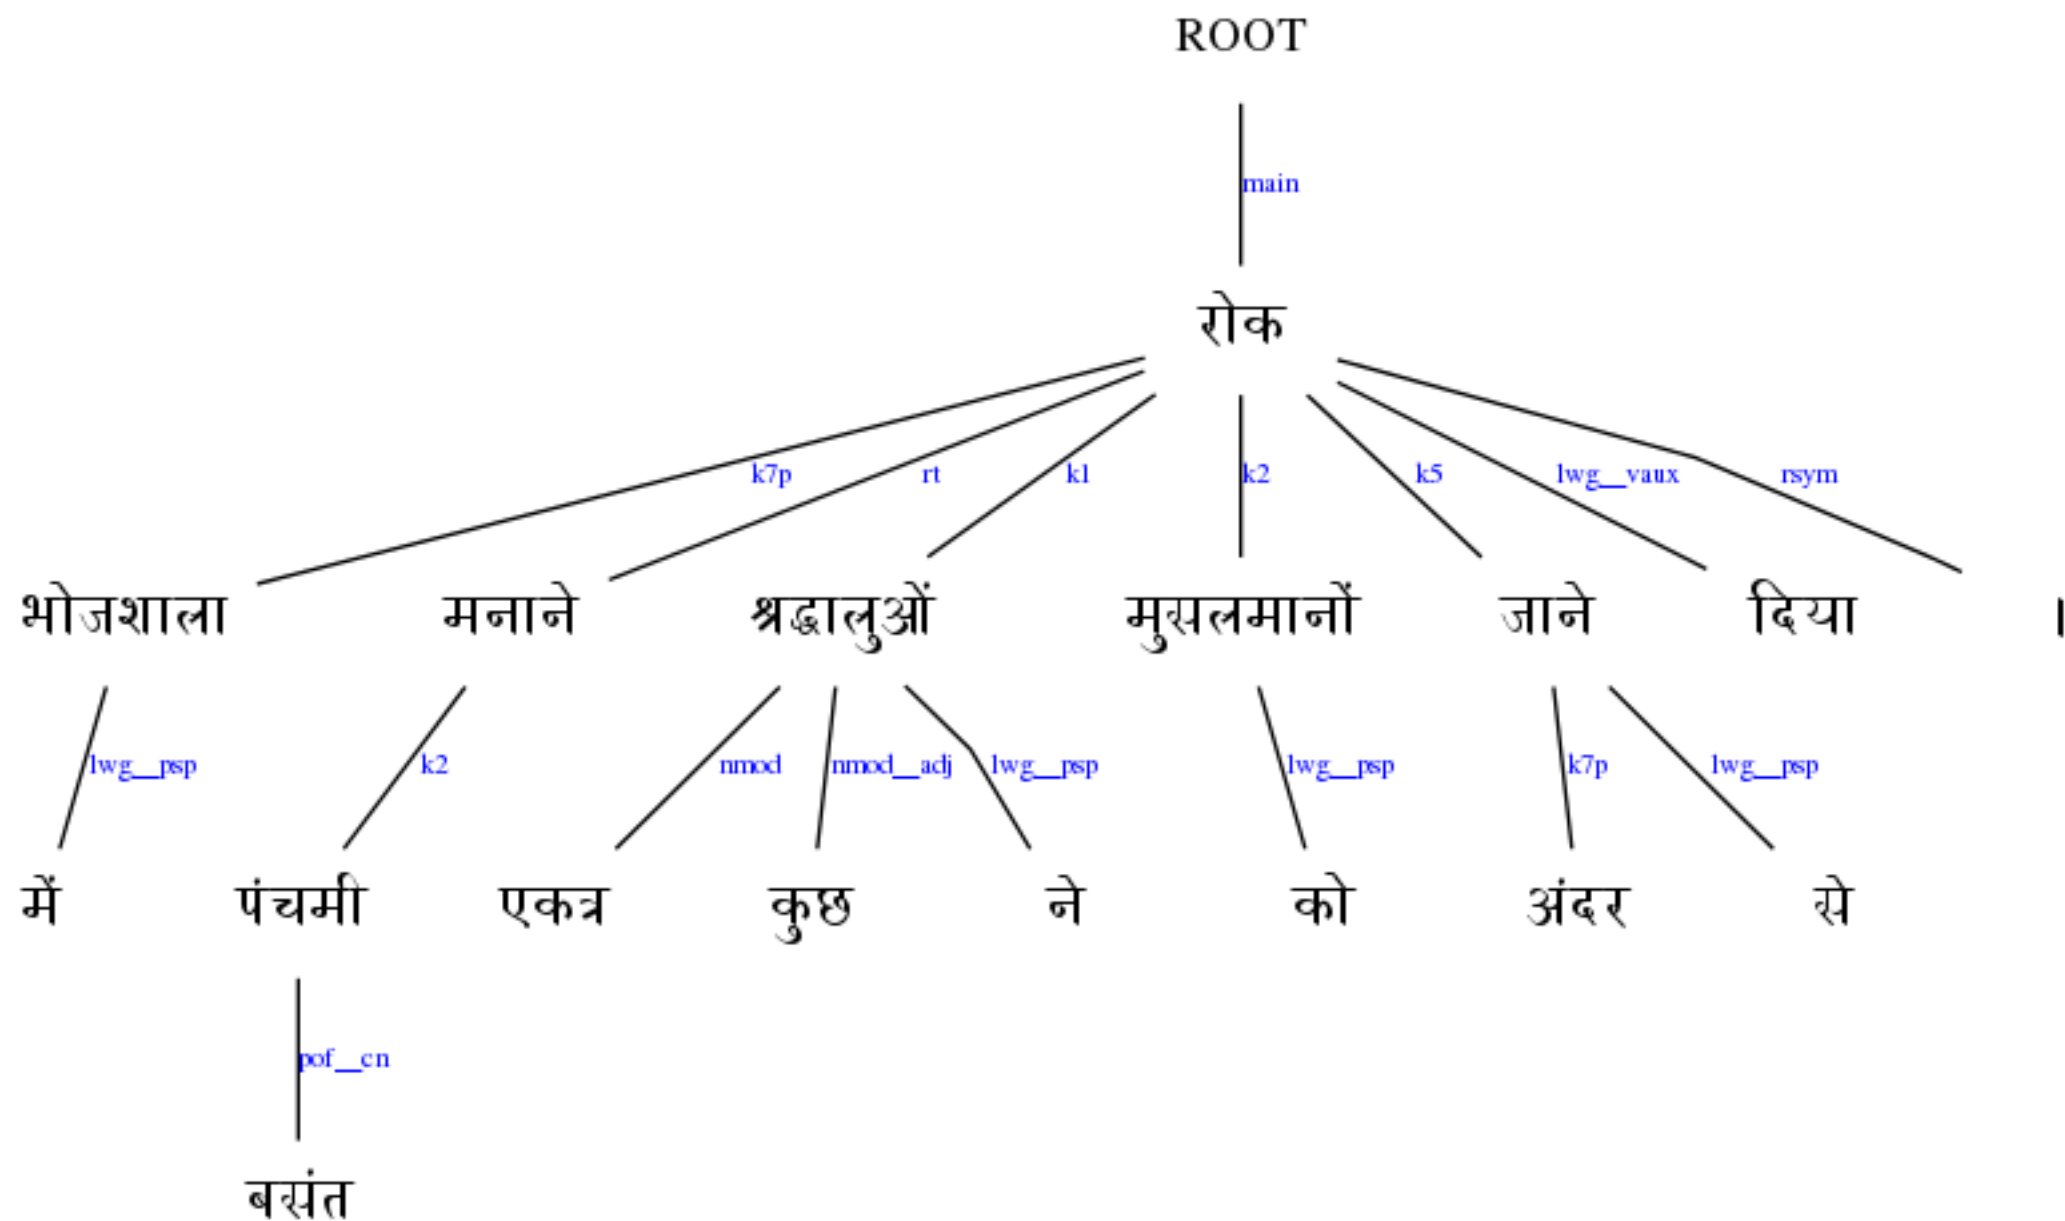 ROOT
main
रोक
k7p rt k1 k2 k5 lwg__vaux rsym
भोजशाला मनाने श्रद्धालुओं मुसलमानों जाने दिया ।
lwg__psp k2 nmod nmod__adj lwg__psp lwg__psp k7p lwg__psp
में पंचमी एकत्र कुछ ने को अंदर से
pof__cn
बसंत